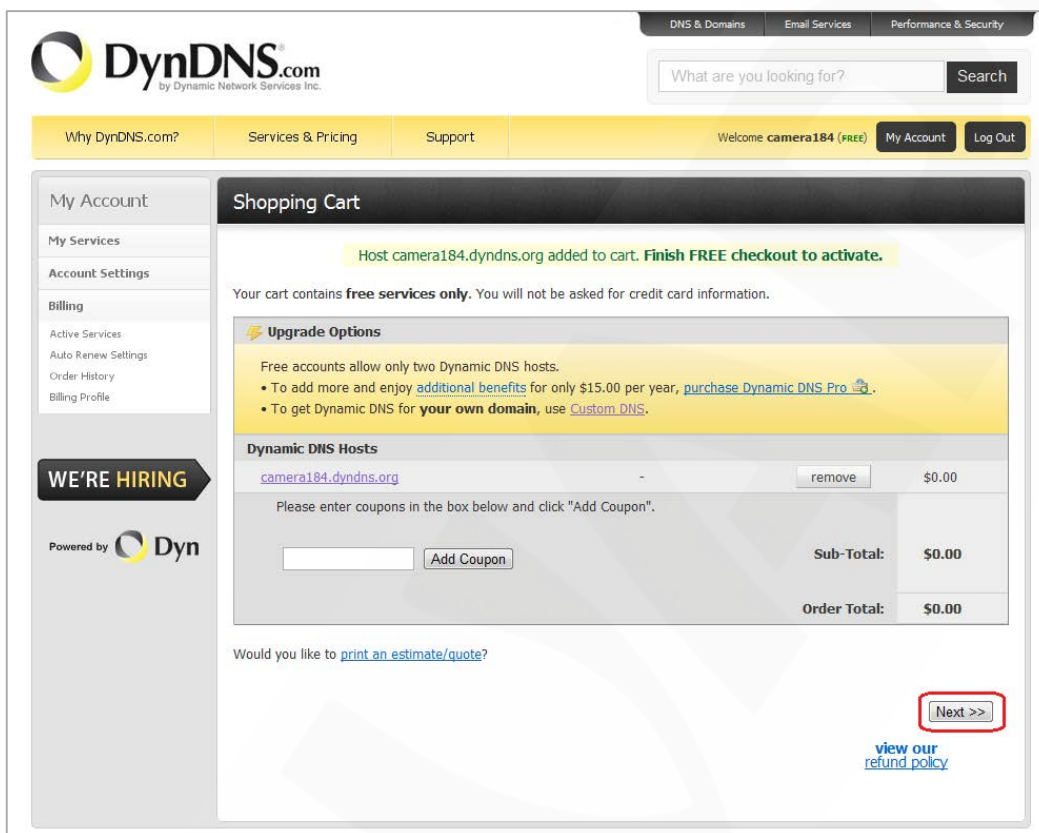 DNS & Domains Email Services Performance & Security
DynDNS.com
by Dynamic Network Services Inc.
What are you looking for? Search
Why DynDNS.com? Services & Pricing Support Welcome camera184 (FREE) My Account Log Out
My Account
My Services
Account Settings
Billing
Active Services
Auto Renew Settings
Order History
Billing Profile
WE'RE HIRING
Powered by Dyn
Shopping Cart
Host camera184.dyndns.org added to cart. Finish FREE checkout to activate.
Your cart contains free services only. You will not be asked for credit card information.
Upgrade Options
Free accounts allow only two Dynamic DNS hosts.
• To add more and enjoy additional benefits for only $15.00 per year, purchase Dynamic DNS Pro .
• To get Dynamic DNS for your own domain, use Custom DNS.
Dynamic DNS Hosts
camera184.dyndns.org - remove $0.00
Please enter coupons in the box below and click "Add Coupon".
Add Coupon Sub-Total: $0.00
Order Total: $0.00
Would you like to print an estimate/quote?
Next >>
view our
refund policy